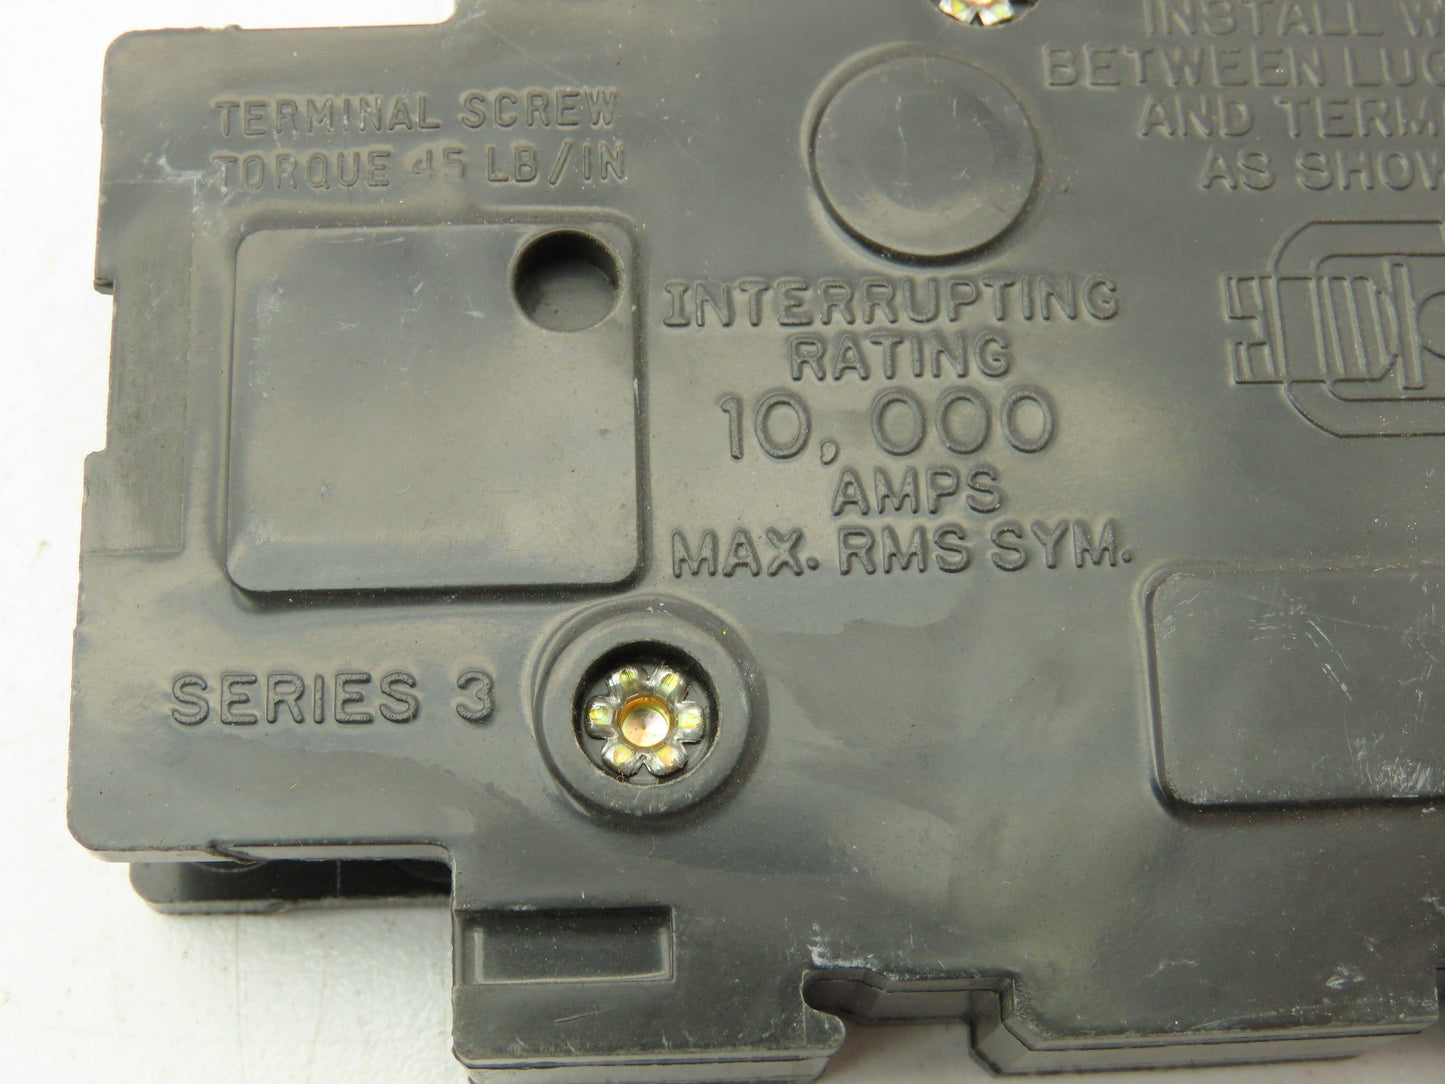 TERMINAL SCREW
TORQUE 45 LB/IN
INSTALL
BETWEEN
AND
AS
INTERRUPTING
RATING
10,000
AMPS
MAX. RMS SYM.
SERIES 3